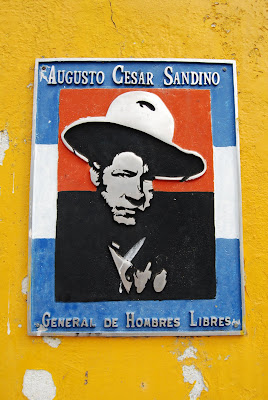 AUGUSTO CESAR SANDINO
GENERAL DE HOMBRES LIBRES